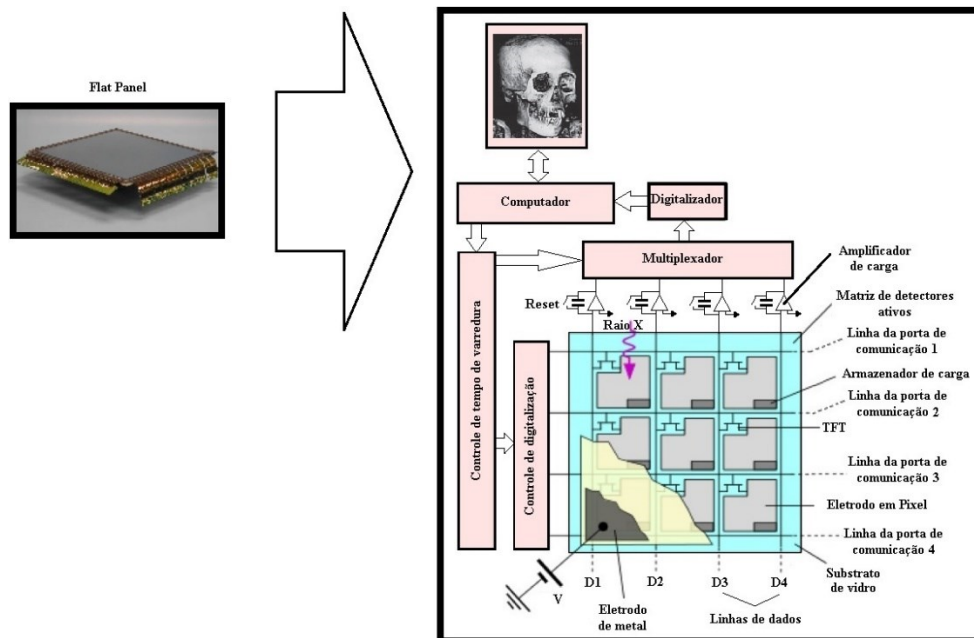 Flat Panel
Computador
Digitalizador
Multiplexador
Amplificador
de carga
Reset
Raio X
Matriz de detectores
ativos
Linha da porta de
comunicação 1
Armazenador de carga
Linha da porta de
comunicação 2
TFT
Linha da porta de
comunicação 3
Eletrodo em Pixel
Linha da porta de
comunicação 4
Substrato
de vidro
Controle de tempo de varredura
Controle de digitalização
D1 D2 D3 D4
V
Eletrodo
de metal
Linhas de dados